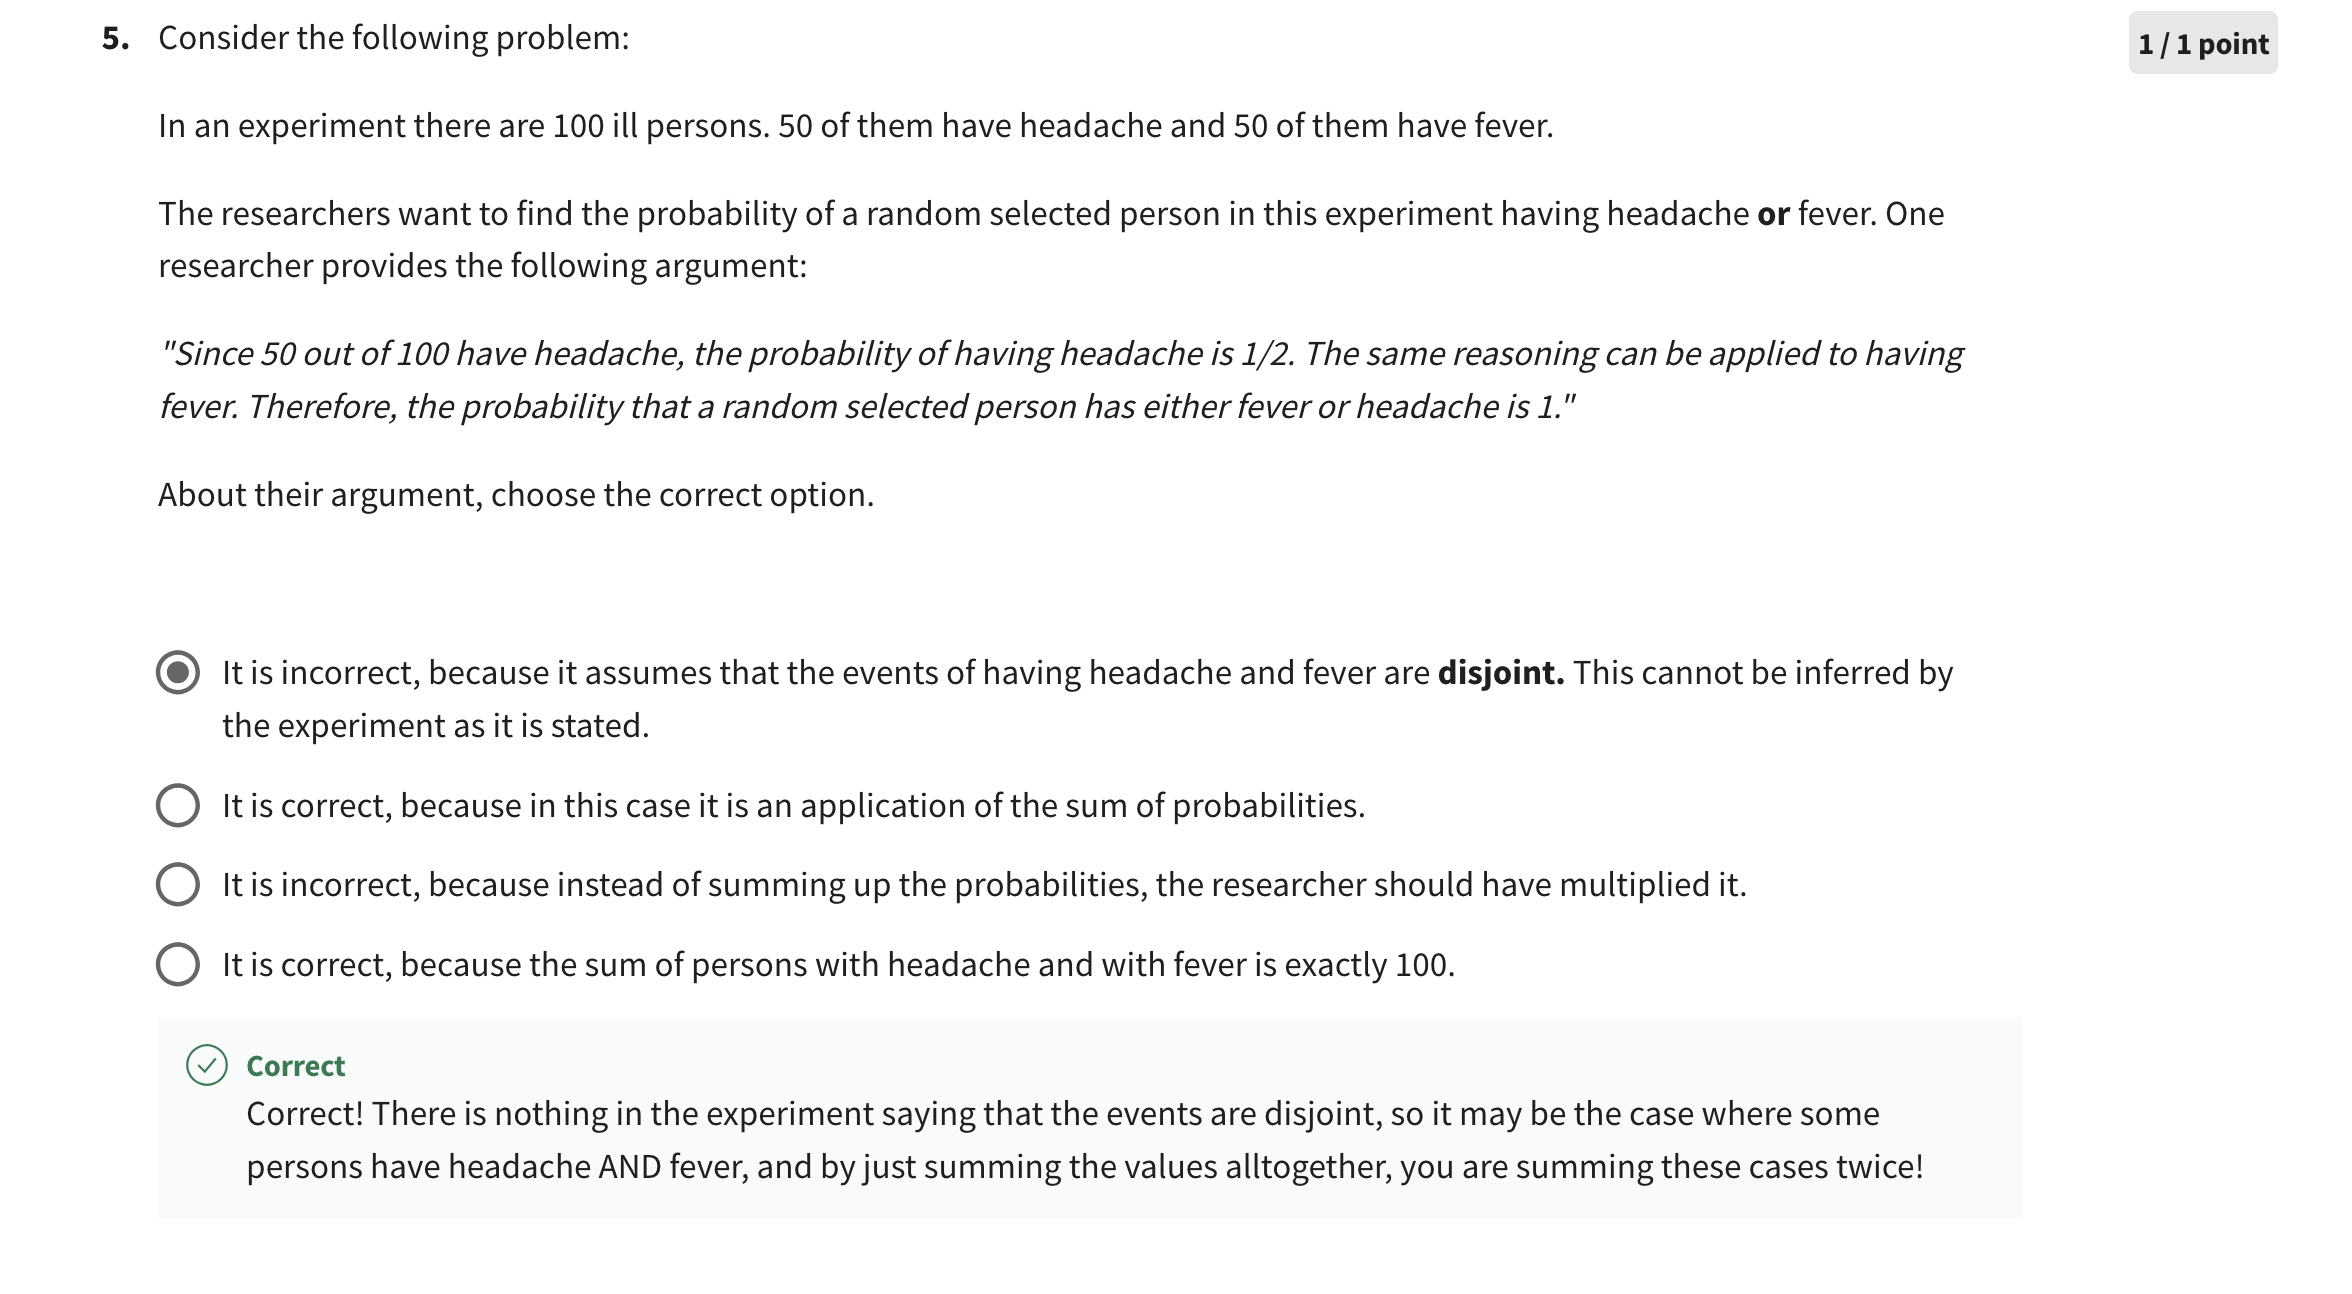 5. Consider the following problem:
1 / 1 point
In an experiment there are 100 ill persons. 50 of them have headache and 50 of them have fever.
The researchers want to find the probability of a random selected person in this experiment having headache or fever. One
researcher provides the following argument:
"Since 50 out of 100 have headache, the probability of having headache is 1/2. The same reasoning can be applied to having
fever. Therefore, the probability that a random selected person has either fever or headache is 1."
About their argument, choose the correct option.
It is incorrect, because it assumes that the events of having headache and fever are disjoint. This cannot be inferred by
the experiment as it is stated.
It is correct, because in this case it is an application of the sum of probabilities.
It is incorrect, because instead of summing up the probabilities, the researcher should have multiplied it.
It is correct, because the sum of persons with headache and with fever is exactly 100.
Correct
Correct! There is nothing in the experiment saying that the events are disjoint, so it may be the case where some
persons have headache AND fever, and by just summing the values alltogether, you are summing these cases twice!